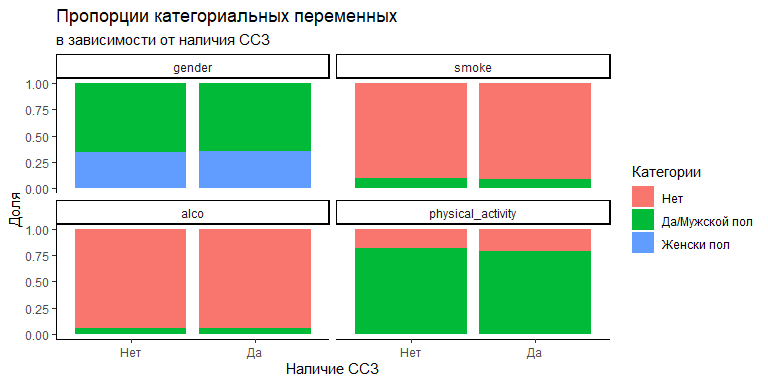 Пропорции категориальных переменных
в зависимости от наличия ССЗ
gender
smoke
1.00
0.75
0.50
0.25
0.00
alco
physical_activity
1.00
0.75
0.50
0.25
0.00
Доля
Нет
Да
Нет
Да
Наличие ССЗ
Категории
Нет
Да/Мужской пол
Женски пол